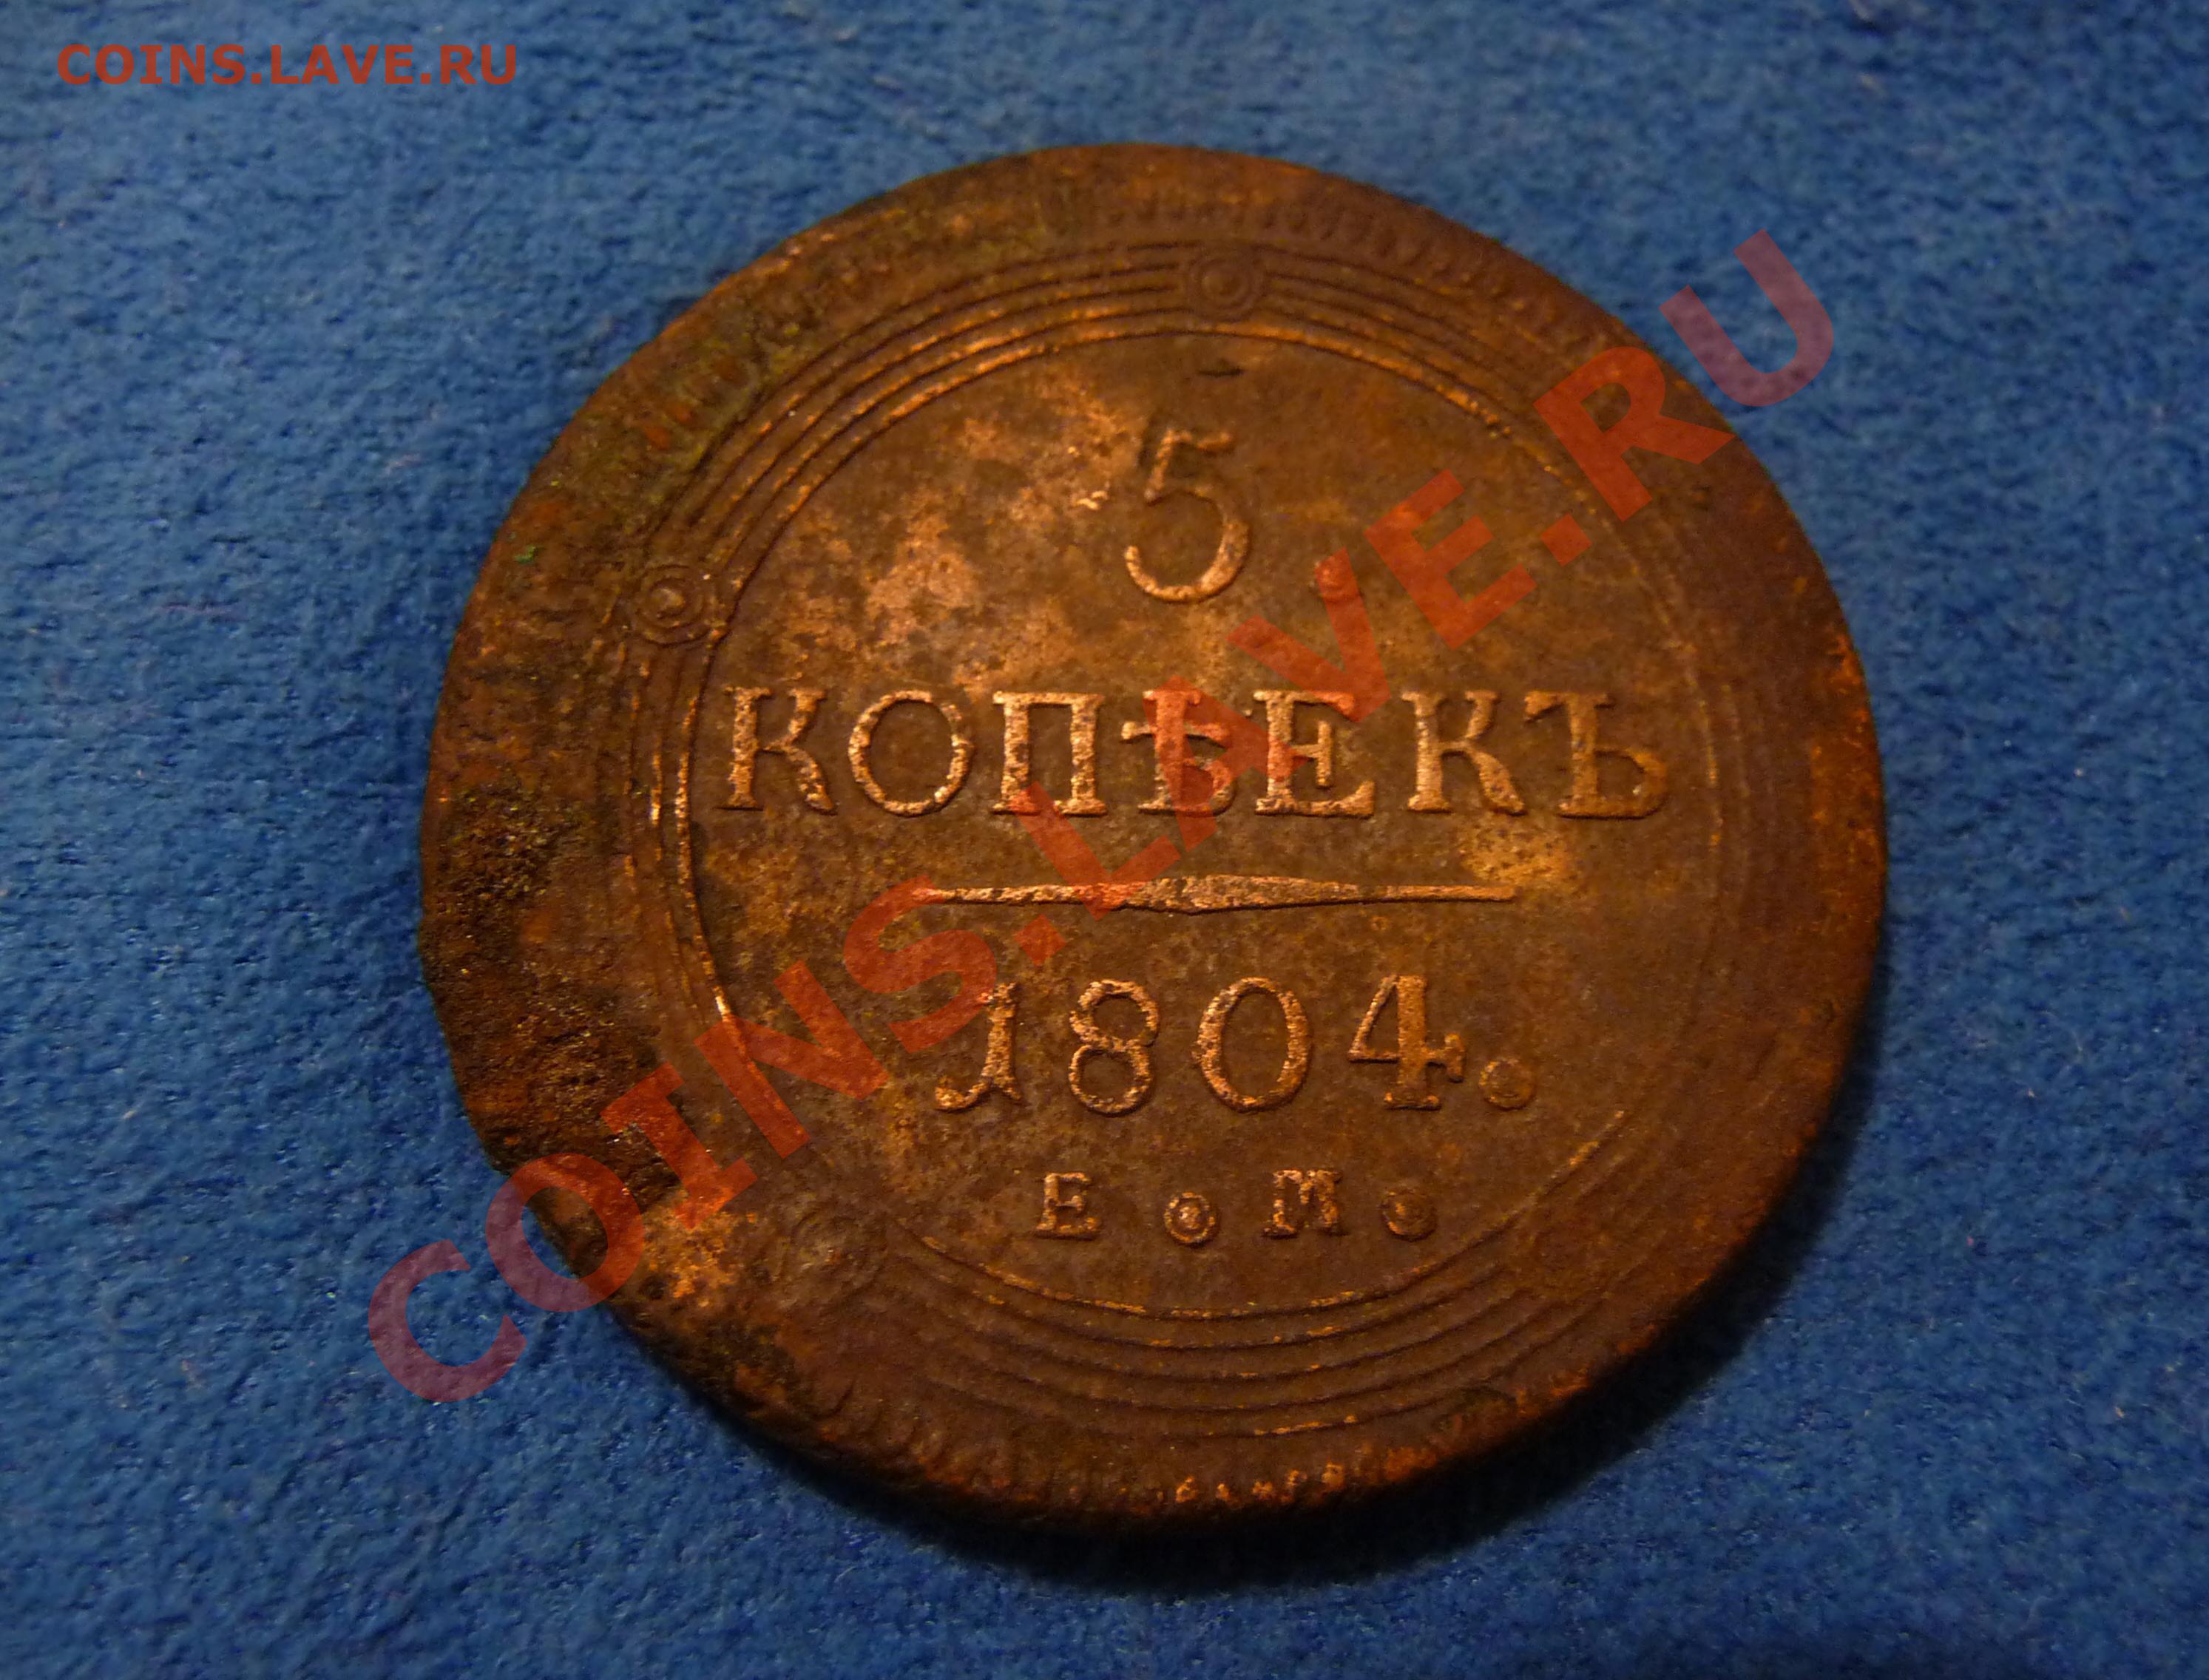 COINS.LAVE.RU
5
КОПѢЕКЪ
1804.
Е. М.
COINS.LAVE.RU